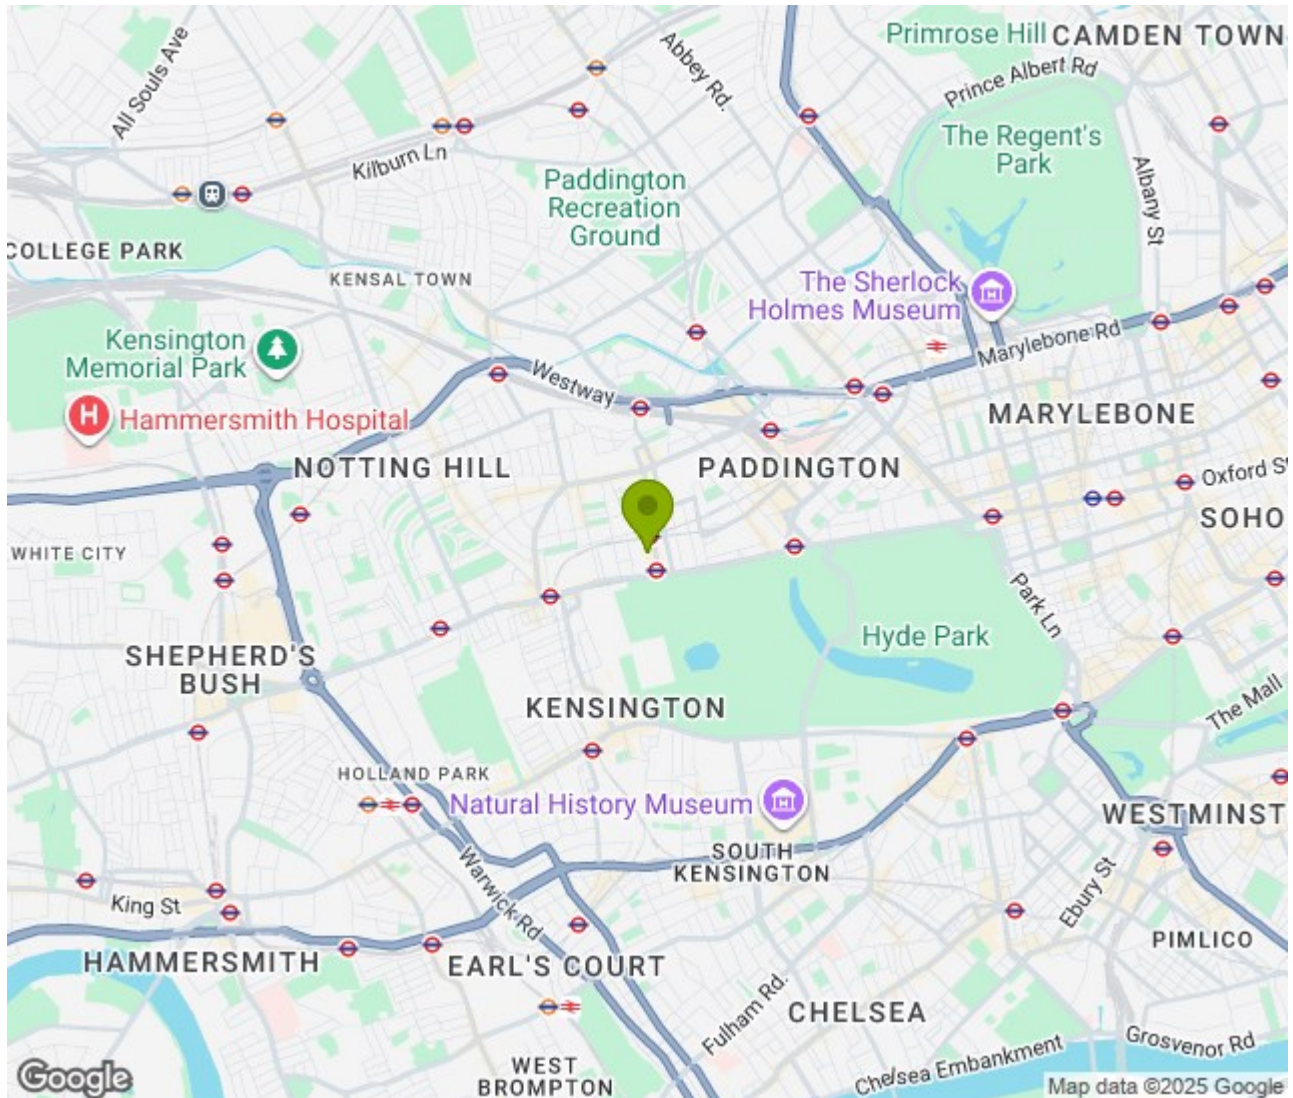 Primrose Hill
CAMDEN TOWN
All Souls Ave
Abbey Rd.
Prince Albert Rd
The Regent's
Park
Kilburn Ln
Albany St
Paddington
Recreation
Ground
COLLEGE PARK
KENSAL TOWN
The Sherlock
Holmes Museum
Kensington
Memorial Park
Marylebone Rd
Westway
H
Hammersmith Hospital
MARYLEBONE
NOTTING HILL
PADDINGTON
Oxford St
SOHO
WHITE CITY
Park Ln
Hyde Park
SHEPHERD'S
BUSH
KENSINGTON
The Mall
HOLLAND PARK
Natural History Museum
WESTMINST
SOUTH
KENSINGTON
Warwick Rd
Ebury St
King St
PIMLICO
HAMMERSMITH
EARL'S COURT
Fulham Rd.
CHELSEA
Grosvenor Rd
Chelsea Embankment
WEST
BROMPTON
Google
Map data ©2025 Google